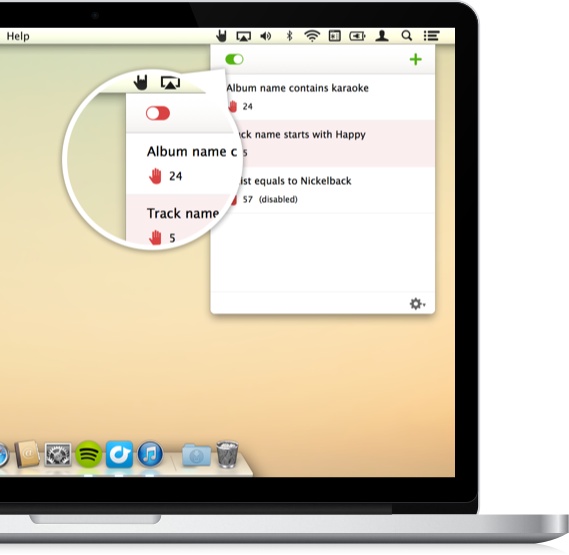 Help
Album name contains karaoke
24
ck name starts with Happy
5
ist equals to Nickelback
57 (disabled)
Album name c
24
Track name
5